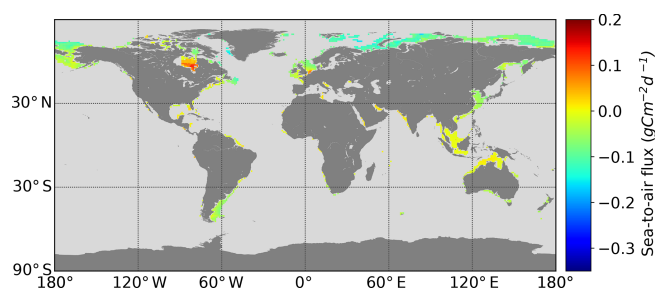 30° N
30° S
90° S
180° 120° W 60° W 0° 60° E 120° E 180°
0.2
0.1
0.0
−0.1
−0.2
−0.3
Sea-to-air flux (gCm⁻²d⁻¹)